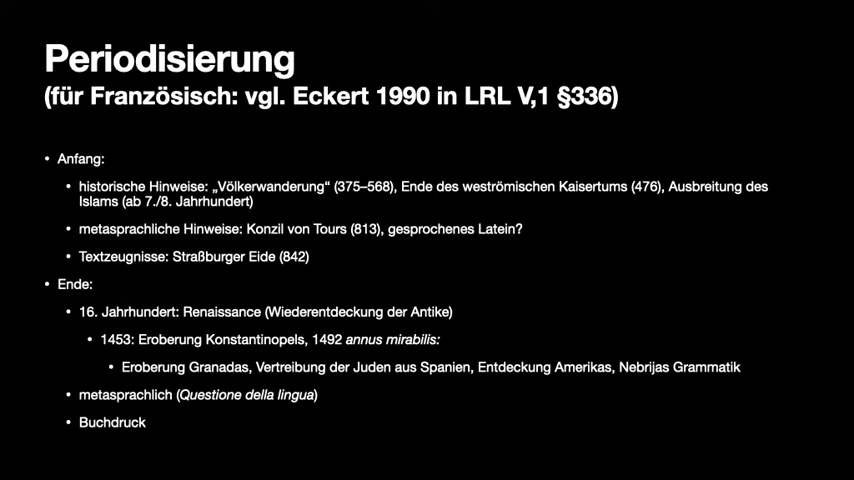 Periodisierung
(für Französisch: vgl. Eckert 1990 in LRL V,1 §336)
• Anfang:
• historische Hinweise: „Völkerwanderung“ (375–568), Ende des weströmischen Kaisertums (476), Ausbreitung des
Islams (ab 7./8. Jahrhundert)
• metasprachliche Hinweise: Konzil von Tours (813), gesprochenes Latein?
• Textzeugnisse: Straßburger Eide (842)
• Ende:
• 16. Jahrhundert: Renaissance (Wiederentdeckung der Antike)
• 1453: Eroberung Konstantinopels, 1492 annus mirabilis:
• Eroberung Granadas, Vertreibung der Juden aus Spanien, Entdeckung Amerikas, Nebrijas Grammatik
• metasprachlich (Questione della lingua)
• Buchdruck